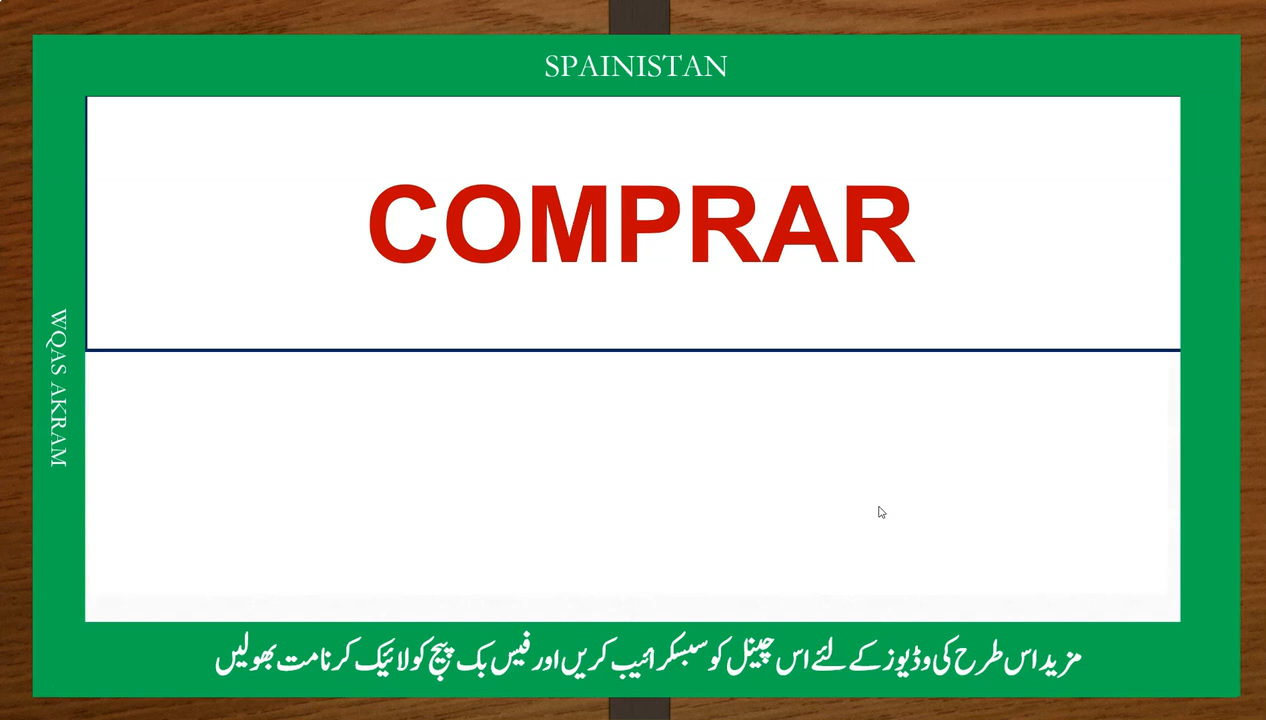 SPAINISTAN
COMPRAR
WQAS AKRAM
مزید اس طرح کی وڈیوز کے لئے اس چینل کو سبسکرائیب کریں اور فیس بک پیج کو لائیک کرنا مت بھولیں